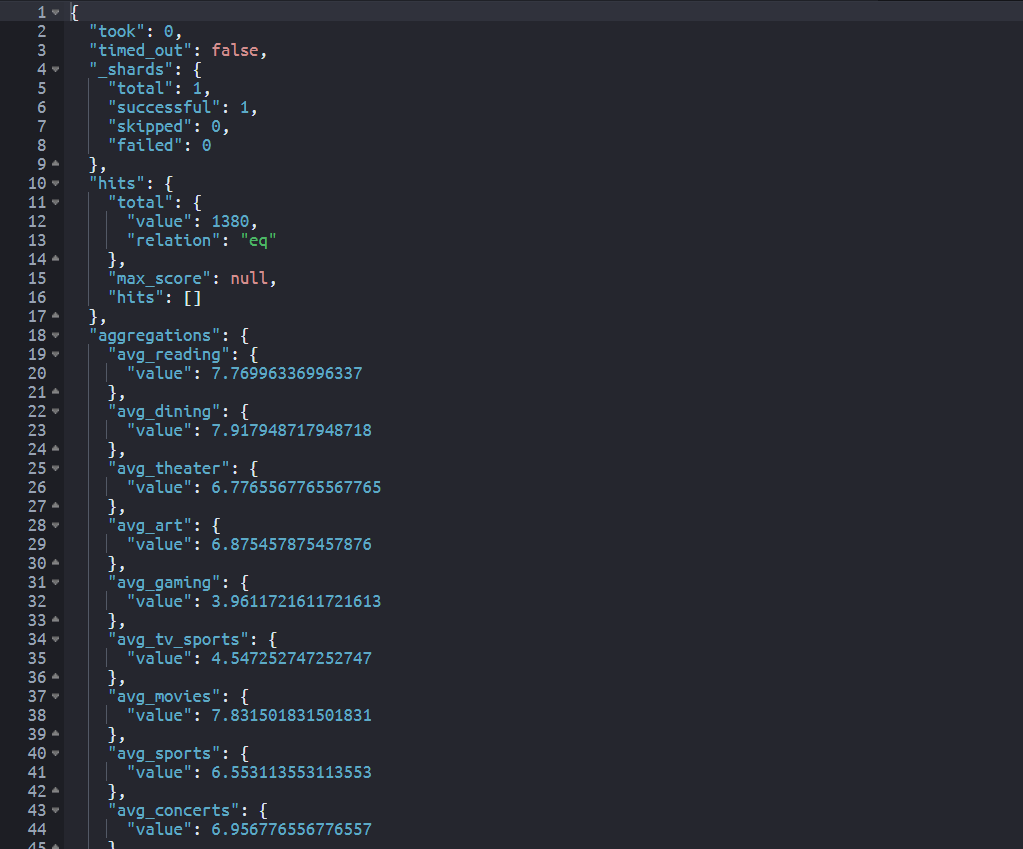 1 {
2 "took": 0,
3 "timed_out": false,
4 "_shards": {
5 "total": 1,
6 "successful": 1,
7 "skipped": 0,
8 "failed": 0
9 },
10 "hits": {
11 "total": {
12 "value": 1380,
13 "relation": "eq"
14 },
15 "max_score": null,
16 "hits": []
17 },
18 "aggregations": {
19 "avg_reading": {
20 "value": 7.76996336996337
21 },
22 "avg_dining": {
23 "value": 7.917948717948718
24 },
25 "avg_theater": {
26 "value": 6.7765567765567765
27 },
28 "avg_art": {
29 "value": 6.875457875457876
30 },
31 "avg_gaming": {
32 "value": 3.9611721611721613
33 },
34 "avg_tv_sports": {
35 "value": 4.547252747252747
36 },
37 "avg_movies": {
38 "value": 7.831501831501831
39 },
40 "avg_sports": {
41 "value": 6.553113553113553
42 },
43 "avg_concerts": {
44 "value": 6.956776556776557
45 }